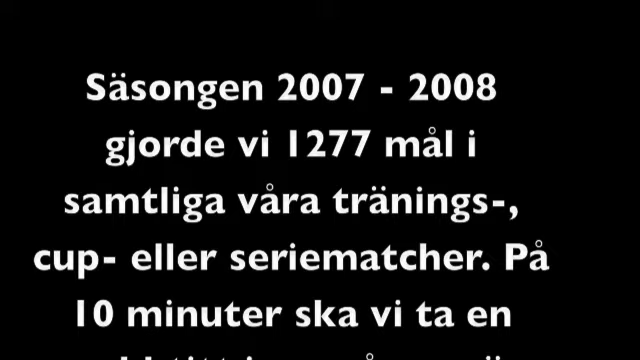 Säsongen 2007 - 2008
gjorde vi 1277 mål i
samtliga våra tränings-,
cup- eller seriematcher. På
10 minuter ska vi ta en